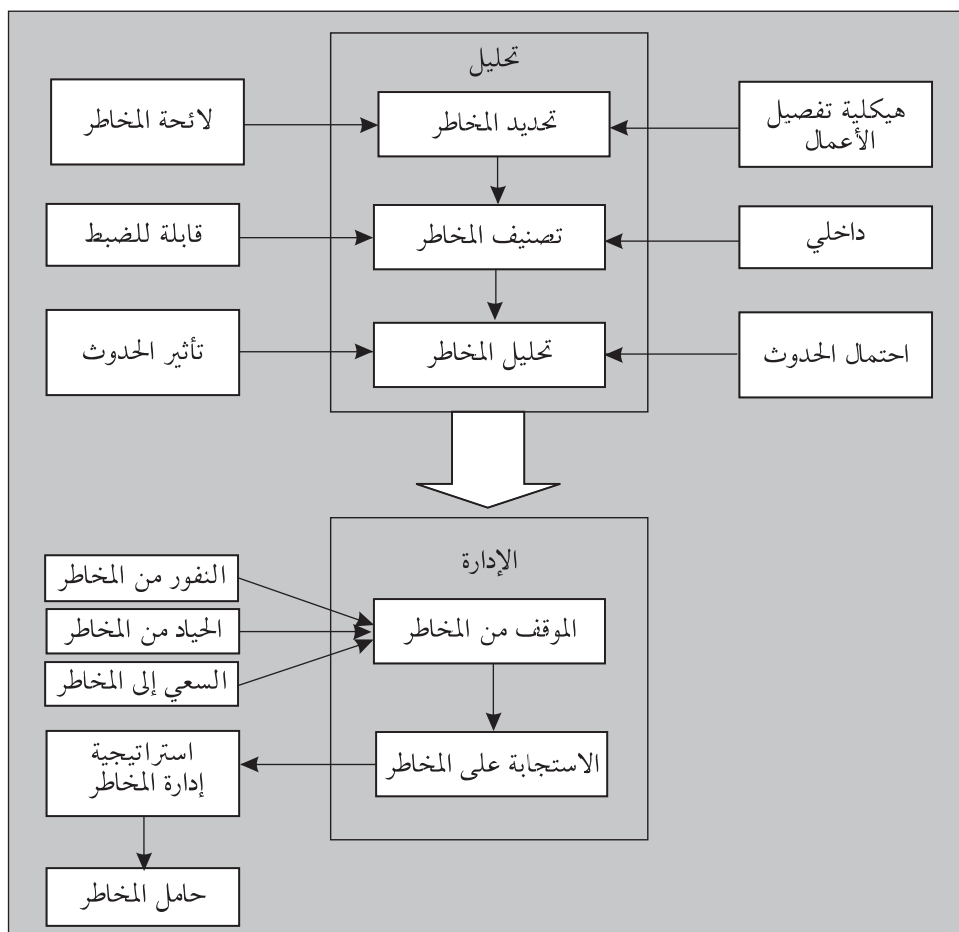 تحليل
هيكلية تفصيل
الأعمال
تحديد المخاطر
لائحة المخاطر
داخلي
تصنيف المخاطر
قابلة للضبط
احتمال الحدوث
تحليل المخاطر
تأثير الحدوث
الإدارة
الموقف من المخاطر
النفور من المخاطر
الحياد من المخاطر
السعي إلى المخاطر
الاستجابة على المخاطر
استراتيجية
إدارة المخاطر
حامل المخاطر